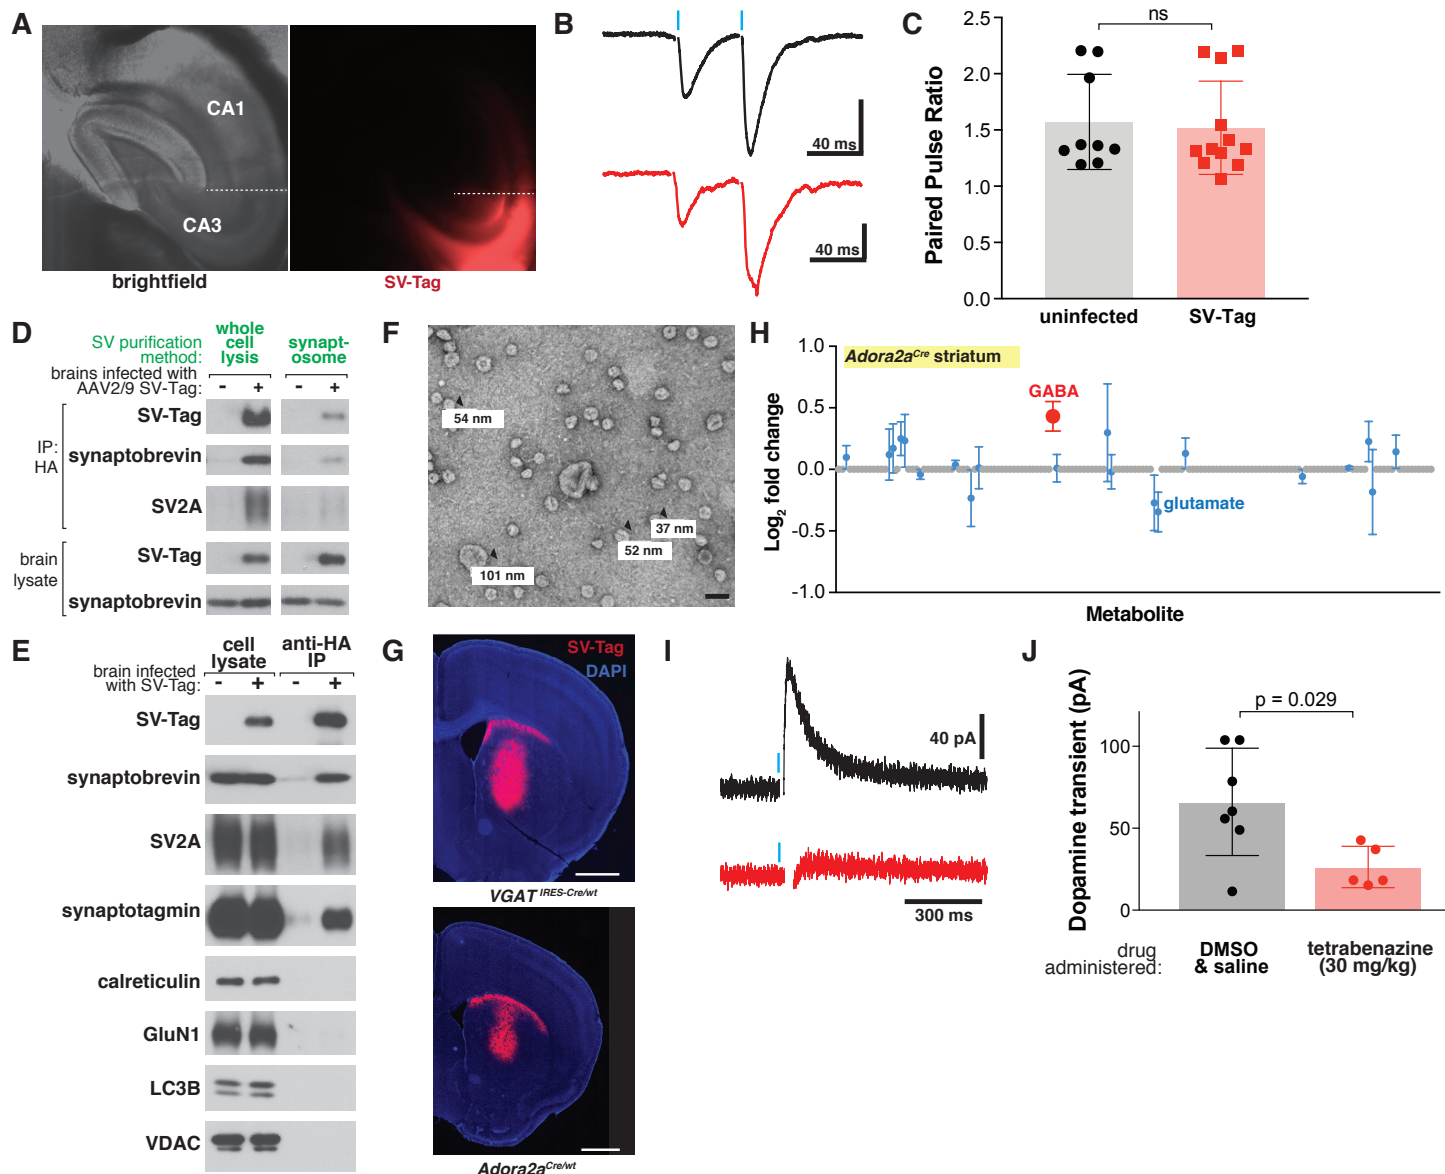 A
CA1
CA3
brightfield
SV-Tag
B
40 ms
40 ms
C
ns
Paired Pulse Ratio
2.5
2.0
1.5
1.0
0.5
0.0
uninfected
SV-Tag
D
SV purification
method:
whole
cell
lysis
synapt-
osome
brains infected with
AAV2/9 SV-Tag:
- + - +
IP:
HA
SV-Tag
synaptobrevin
SV2A
brain
lysate
SV-Tag
synaptobrevin
E
cell
lysate
anti-HA
IP
brain infected
with SV-Tag:
- + - +
SV-Tag
synaptobrevin
SV2A
synaptotagmin
calreticulin
GluN1
LC3B
VDAC
F
54 nm
37 nm
52 nm
101 nm
G
SV-Tag
DAPI
VGAT IRES-Cre/wt
Adora2aCre/wt
H
Adora2aCre striatum
GABA
glutamate
Log2 fold change
1.0
0.5
0.0
-0.5
-1.0
Metabolite
I
40 pA
300 ms
J
p = 0.029
Dopamine transient (pA)
100
50
0
drug
administered:
DMSO
& saline
tetrabenazine
(30 mg/kg)